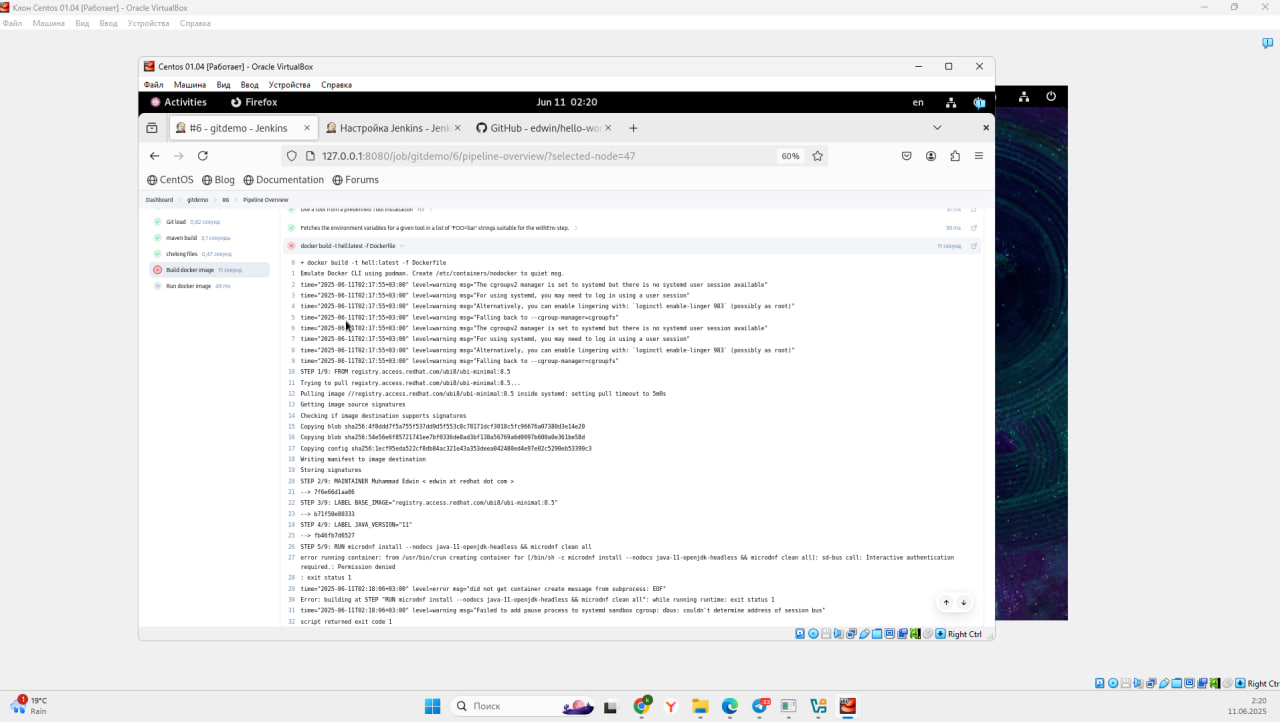 Клон Centos 01.04 [Работает] - Oracle VirtualBox
Файл Машина Вид Ввод Устройства Справка
Centos 01.04 [Работает] - Oracle VirtualBox
Файл Машина Вид Ввод Устройства Справка
Activities Firefox Jun 11 02:20 en
#6 - gitdemo - Jenkins Настройка Jenkins - Jenk GitHub - edwin/hello-wo
127.0.0.1:8080/job/gitdemo/6/pipeline-overview/?selected-node=47 60%
CentOS Blog Documentation Forums
Dashboard gitdemo #6 Pipeline Overview
Use a tool from a predefined Tool Installation
Git load 0,82 секунд
Fetches the environment variables for a given tool in a list of 'FOO=bar' strings suitable for the withEnv step. 39 ms
maven build 5,1 секунды
docker build -t hell:latest -f Dockerfile 11 секунд
cheking files 0,47 секунд
Build docker image 11 секунд
Run docker image 49 ms
0 + docker build -t hell:latest -f Dockerfile
1 Emulate Docker CLI using podman. Create /etc/containers/nodocker to quiet msg.
2 time="2025-06-11T02:17:55+03:00" level=warning msg="The cgroupv2 manager is set to systemd but there is no systemd user session available"
3 time="2025-06-11T02:17:55+03:00" level=warning msg="For using systemd, you may need to log in using a user session"
4 time="2025-06-11T02:17:55+03:00" level=warning msg="Alternatively, you can enable lingering with: `loginctl enable-linger 983` (possibly as root)"
5 time="2025-06-11T02:17:55+03:00" level=warning msg="Falling back to --cgroup-manager=cgroupfs"
6 time="2025-06-11T02:17:55+03:00" level=warning msg="The cgroupv2 manager is set to systemd but there is no systemd user session available"
7 time="2025-06-11T02:17:55+03:00" level=warning msg="For using systemd, you may need to log in using a user session"
8 time="2025-06-11T02:17:55+03:00" level=warning msg="Alternatively, you can enable lingering with: `loginctl enable-linger 983` (possibly as root)"
9 time="2025-06-11T02:17:55+03:00" level=warning msg="Falling back to --cgroup-manager=cgroupfs"
10 STEP 1/9: FROM registry.access.redhat.com/ubi8/ubi-minimal:8.5
11 Trying to pull registry.access.redhat.com/ubi8/ubi-minimal:8.5...
12 Pulling image //registry.access.redhat.com/ubi8/ubi-minimal:8.5 inside systemd: setting pull timeout to 5m0s
13 Getting image source signatures
14 Checking if image destination supports signatures
15 Copying blob
16 Copying blob
17 Copying config
18 Writing manifest to image destination
19 Storing signatures
20 STEP 2/9: MAINTAINER Muhammad Edwin < edwin at redhat dot com >
21 --> 7f6e66d1aa06
22 STEP 3/9: LABEL BASE_IMAGE="registry.access.redhat.com/ubi8/ubi-minimal:8.5"
23 --> b71f50e80333
24 STEP 4/9: LABEL JAVA_VERSION="11"
25 --> fb46fb7d6527
26 STEP 5/9: RUN microdnf install --nodocs java-11-openjdk-headless && microdnf clean all
27 error running container: from /usr/bin/crun creating container for [/bin/sh -c microdnf install --nodocs java-11-openjdk-headless && microdnf clean all]: sd-bus call: Interactive authentication
required.: Permission denied
28 : exit status 1
29 time="2025-06-11T02:18:06+03:00" level=error msg="did not get container create message from subprocess: EOF"
30 Error: building at STEP "RUN microdnf install --nodocs java-11-openjdk-headless && microdnf clean all": while running runtime: exit status 1
31 time="2025-06-11T02:18:06+03:00" level=warning msg="Failed to add pause process to systemd sandbox cgroup: dbus: couldn't determine address of session bus"
32 script returned exit code 1
Right Ctrl
Right Ctr
1
19°C
Rain
Поиск
2:20
11.06.2025